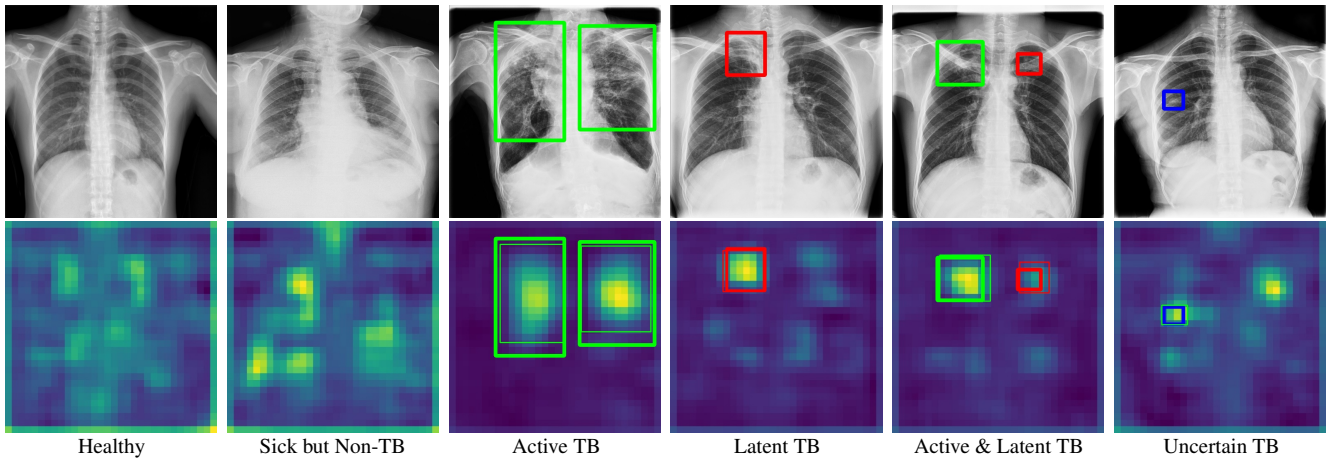 Healthy
Sick but Non-TB
Active TB
Latent TB
Active & Latent TB
Uncertain TB